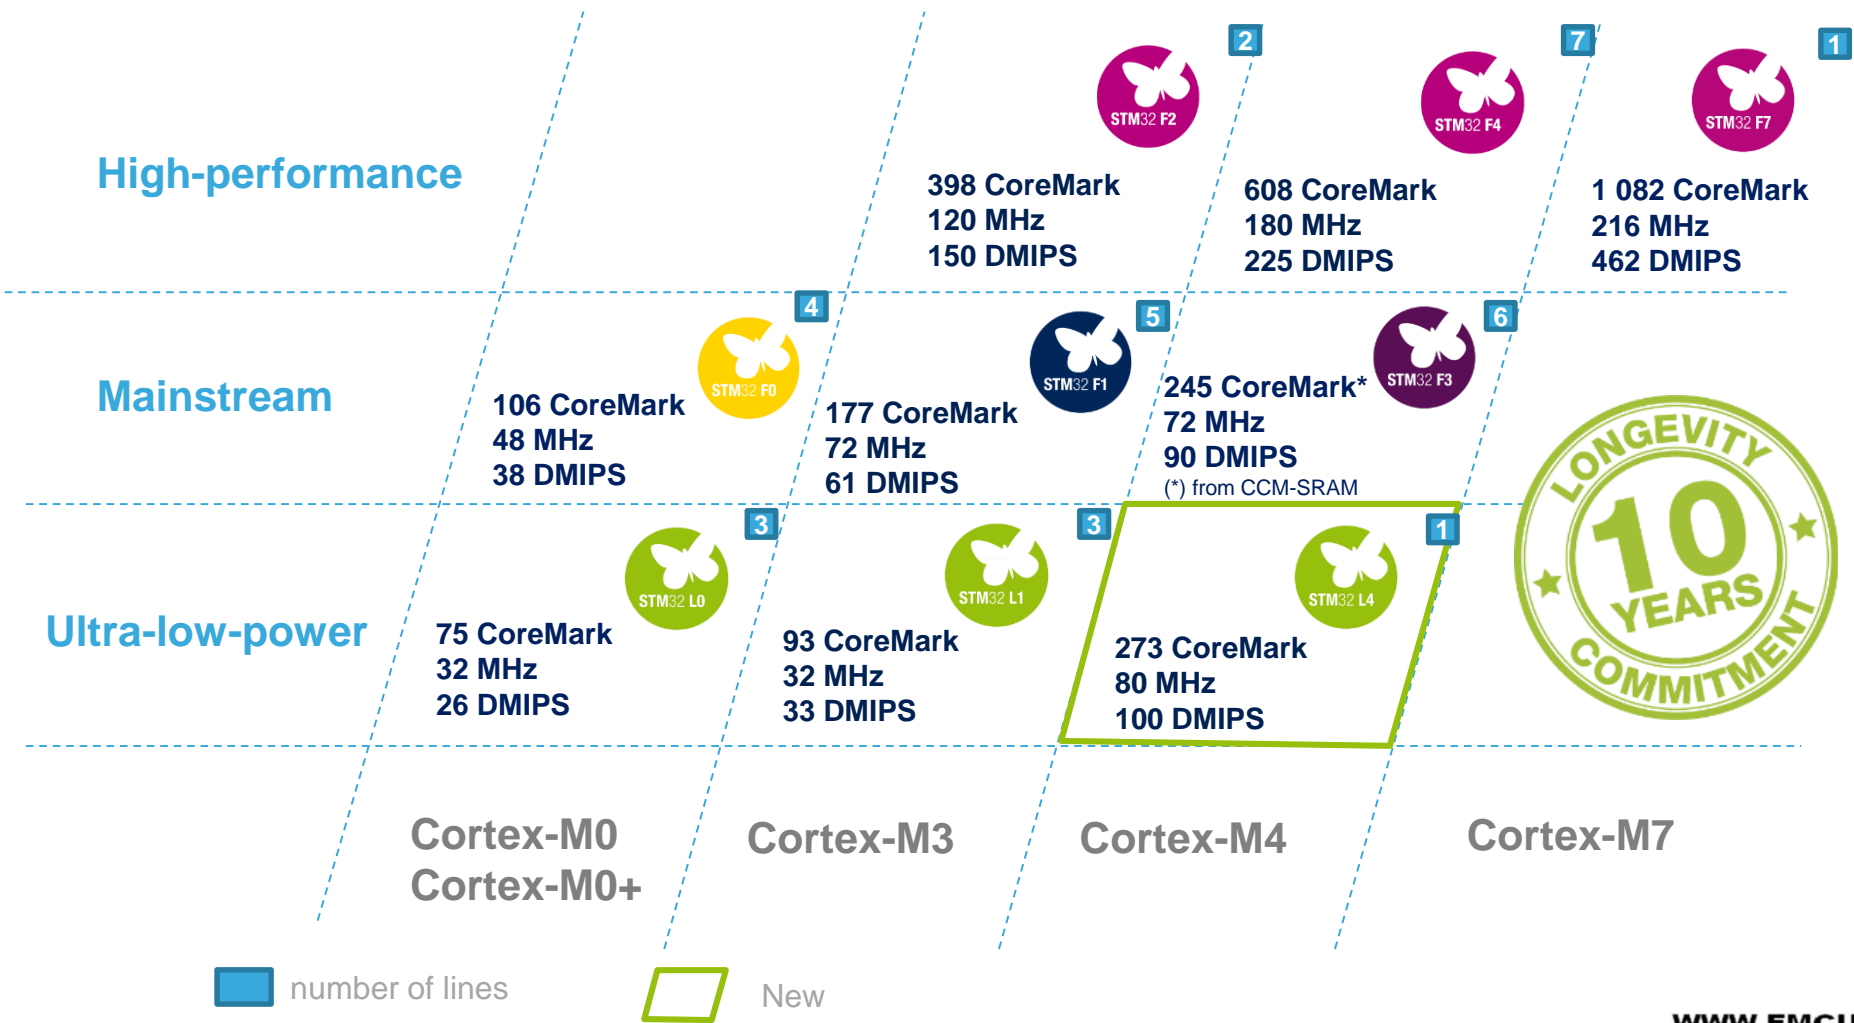 2
7
1
STM32 F2
STM32 F4
STM32 F7
High-performance
398 CoreMark
120 MHz
150 DMIPS
608 CoreMark
180 MHz
225 DMIPS
1 082 CoreMark
216 MHz
462 DMIPS
4
5
6
STM32 F0
STM32 F1
STM32 F3
Mainstream
106 CoreMark
48 MHz
38 DMIPS
177 CoreMark
72 MHz
61 DMIPS
245 CoreMark*
72 MHz
90 DMIPS
(*) from CCM-SRAM
LONGEVITY
10
YEARS
COMMITMENT
3
3
1
STM32 L0
STM32 L1
STM32 L4
Ultra-low-power
75 CoreMark
32 MHz
26 DMIPS
93 CoreMark
32 MHz
33 DMIPS
273 CoreMark
80 MHz
100 DMIPS
Cortex-M0
Cortex-M0+
Cortex-M3
Cortex-M4
Cortex-M7
number of lines
New